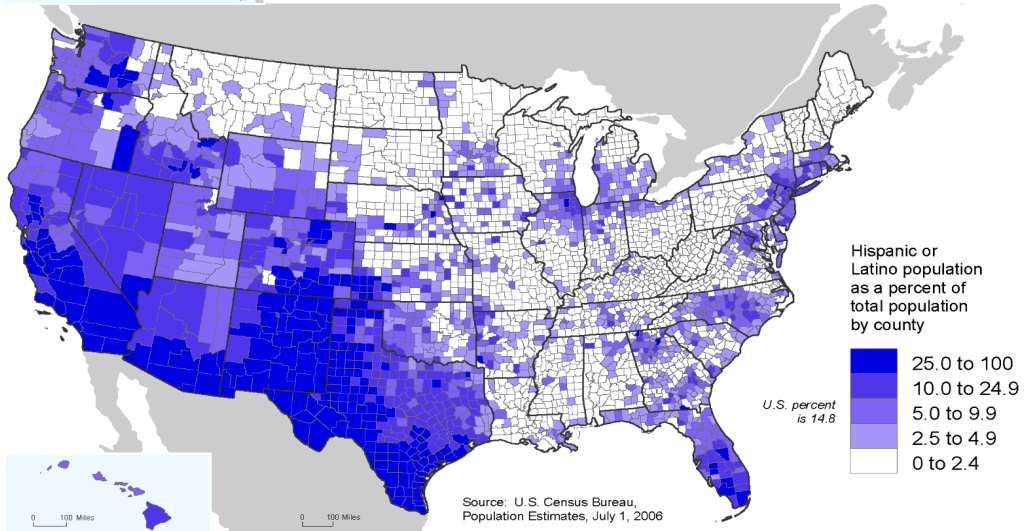 Hispanic or
Latino population
as a percent of
total population
by county
25.0 to 100
10.0 to 24.9
5.0 to 9.9
2.5 to 4.9
0 to 2.4
U.S. percent
is 14.8
0 100 Miles
0 100 Miles
Source: U.S. Census Bureau,
Population Estimates, July 1, 2006